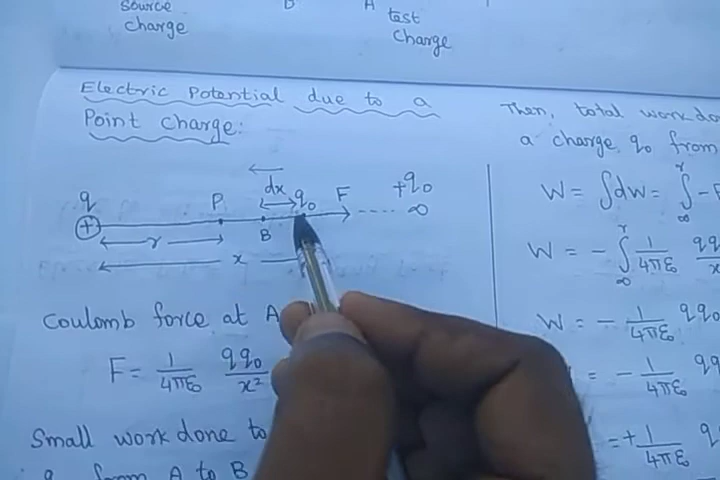 source
charge
B
A
test
charge
Electric Potential due to a
Point charge:
q
P
dx
q₀
F
+q₀
∞
B
r
x
Coulomb force at A
F = 1/4πε₀ qq₀/x²
Small work done to
q from A to B
Then, total work do
a charge q₀ from
W = ∫dw = ∫ʳ∞ -F
W = - ∫ʳ∞ 1/4πε₀ qq/x
W = - 1/4πε₀ qq₀
= - 1/4πε₀ qq
= + 1/4πε₀ q